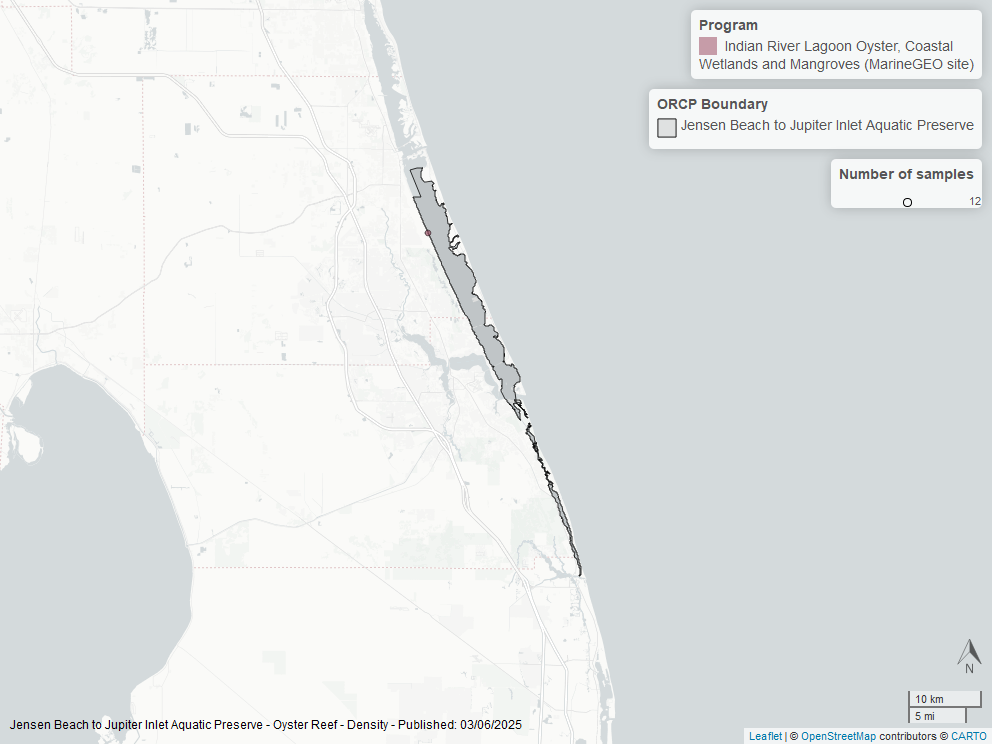 Program
Indian River Lagoon Oyster, Coastal
Wetlands and Mangroves (MarineGEO site)
ORCP Boundary
Jensen Beach to Jupiter Inlet Aquatic Preserve
Number of samples
12
N
10 km
5 mi
Jensen Beach to Jupiter Inlet Aquatic Preserve - Oyster Reef - Density - Published: 03/06/2025
Leaflet | © OpenStreetMap contributors © CARTO